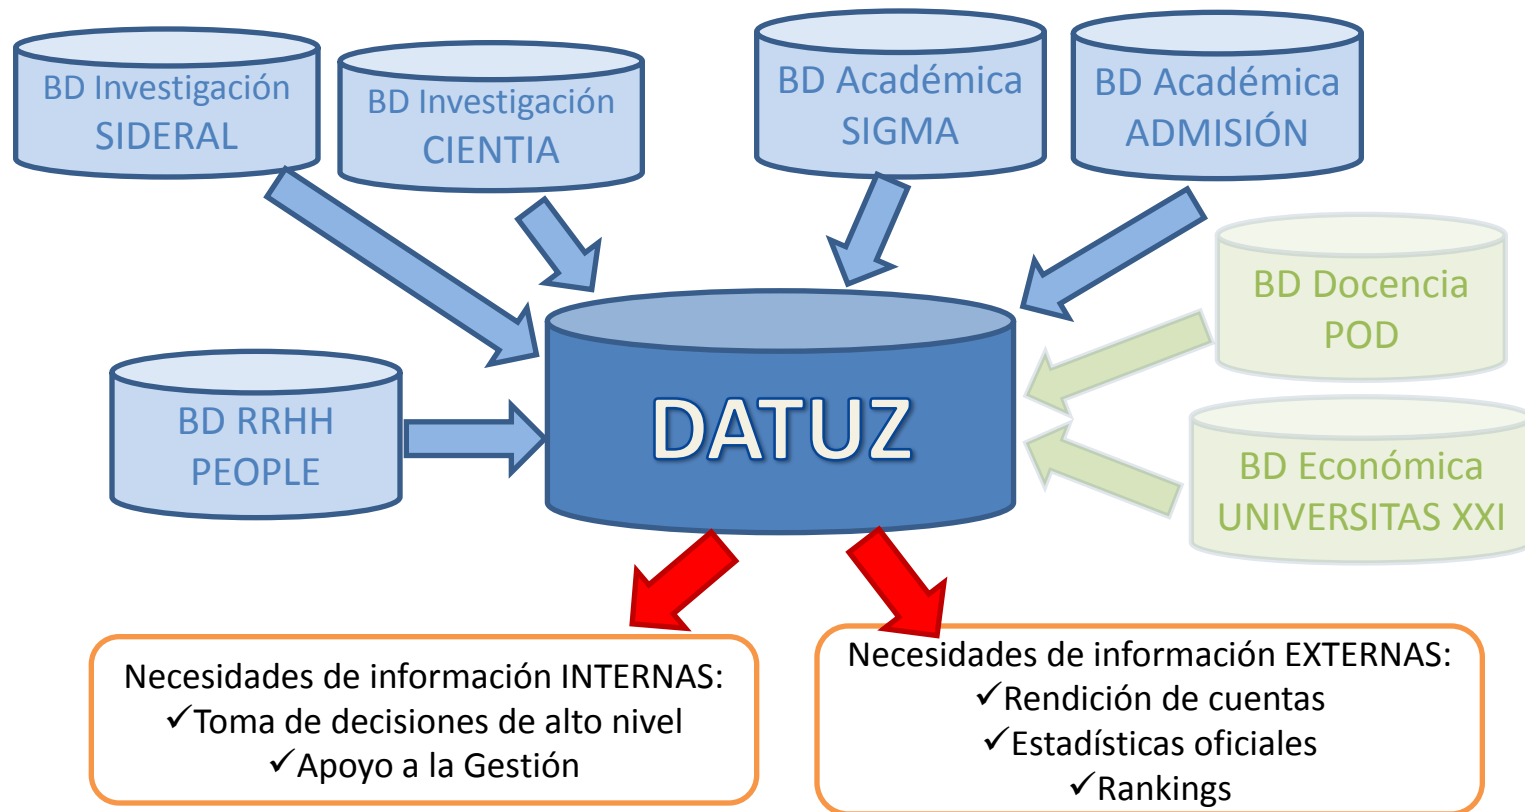 BD Investigación
SIDERAL
BD Investigación
CIENTIA
BD Académica
SIGMA
BD Académica
ADMISIÓN
BD Docencia
POD
BD RRHH
PEOPLE
DATUZ
BD Económica
UNIVERSITAS XXI
Necesidades de información INTERNAS:
✓Toma de decisiones de alto nivel
✓Apoyo a la Gestión
Necesidades de información EXTERNAS:
✓Rendición de cuentas
✓Estadísticas oficiales
✓Rankings